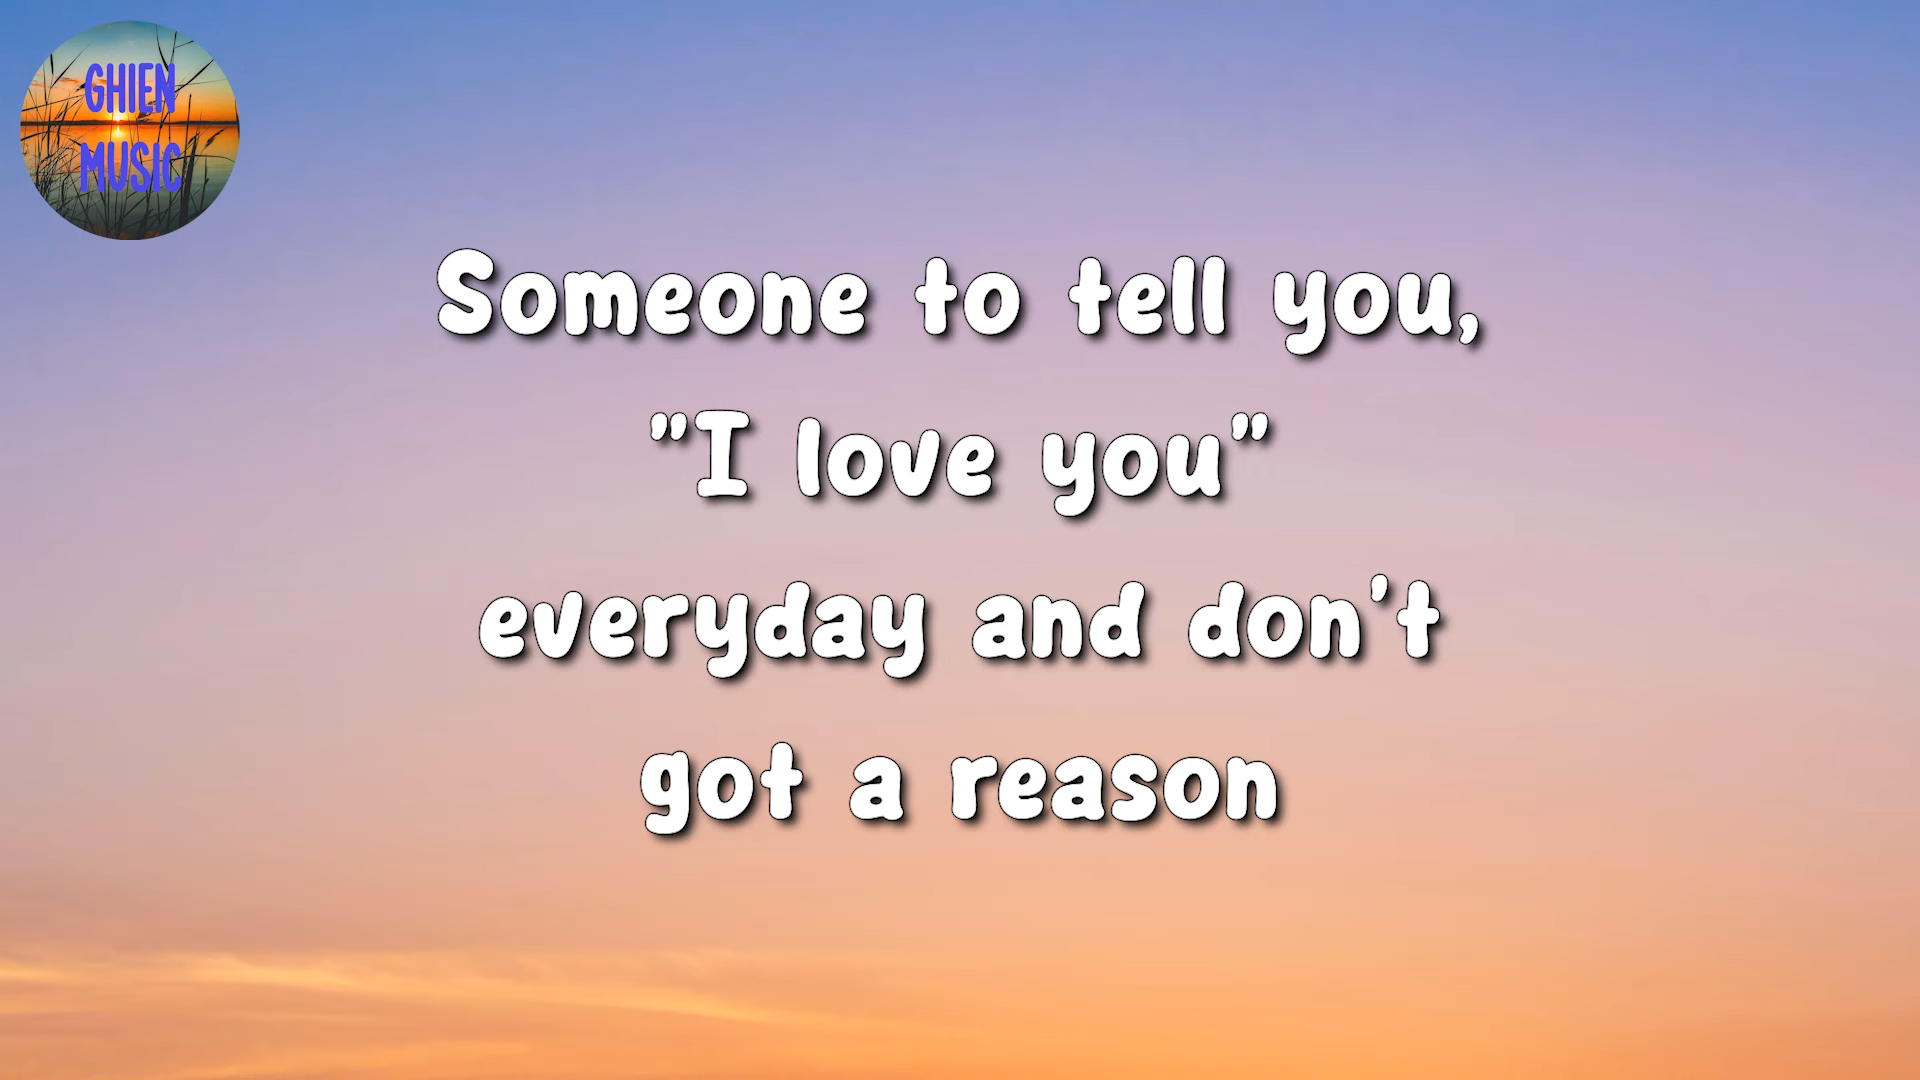 GHIEN
MUSIC
Someone to tell you,
"I love you"
everyday and don't
got a reason